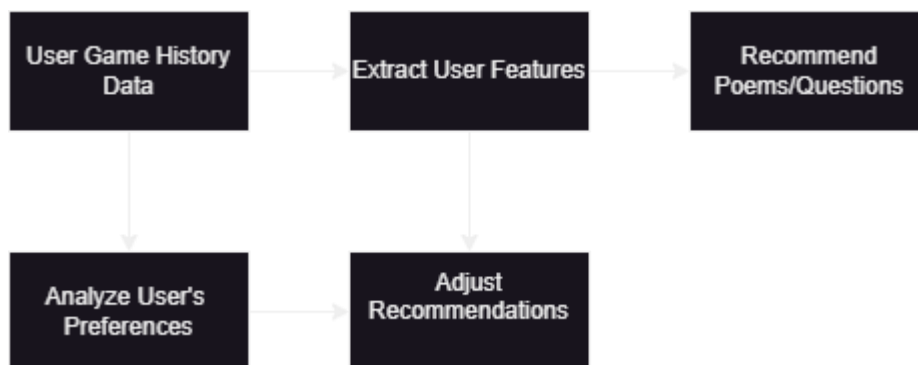 User Game History
Data
Extract User Features
Recommend
Poems/Questions
Analyze User's
Preferences
Adjust
Recommendations